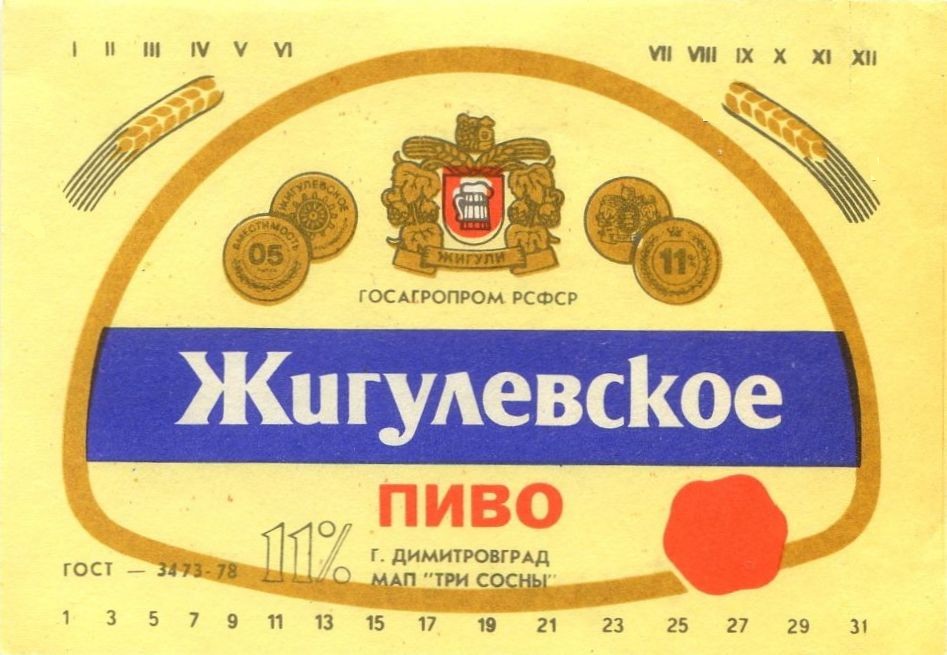 I II III IV V VI VII VIII IX X XI XII
ЖИГУЛЕВСКОЕ
ВМЕСТИМОСТЬ
05
11
ЖИГУЛИ
ГОСАГРОПРОМ РСФСР
Жигулевское
ПИВО
11%
Г. ДИМИТРОВГРАД
МАП "ТРИ СОСНЫ"
ГОСТ — 3473-78
1 3 5 7 9 11 13 15 17 19 21 23 25 27 29 31